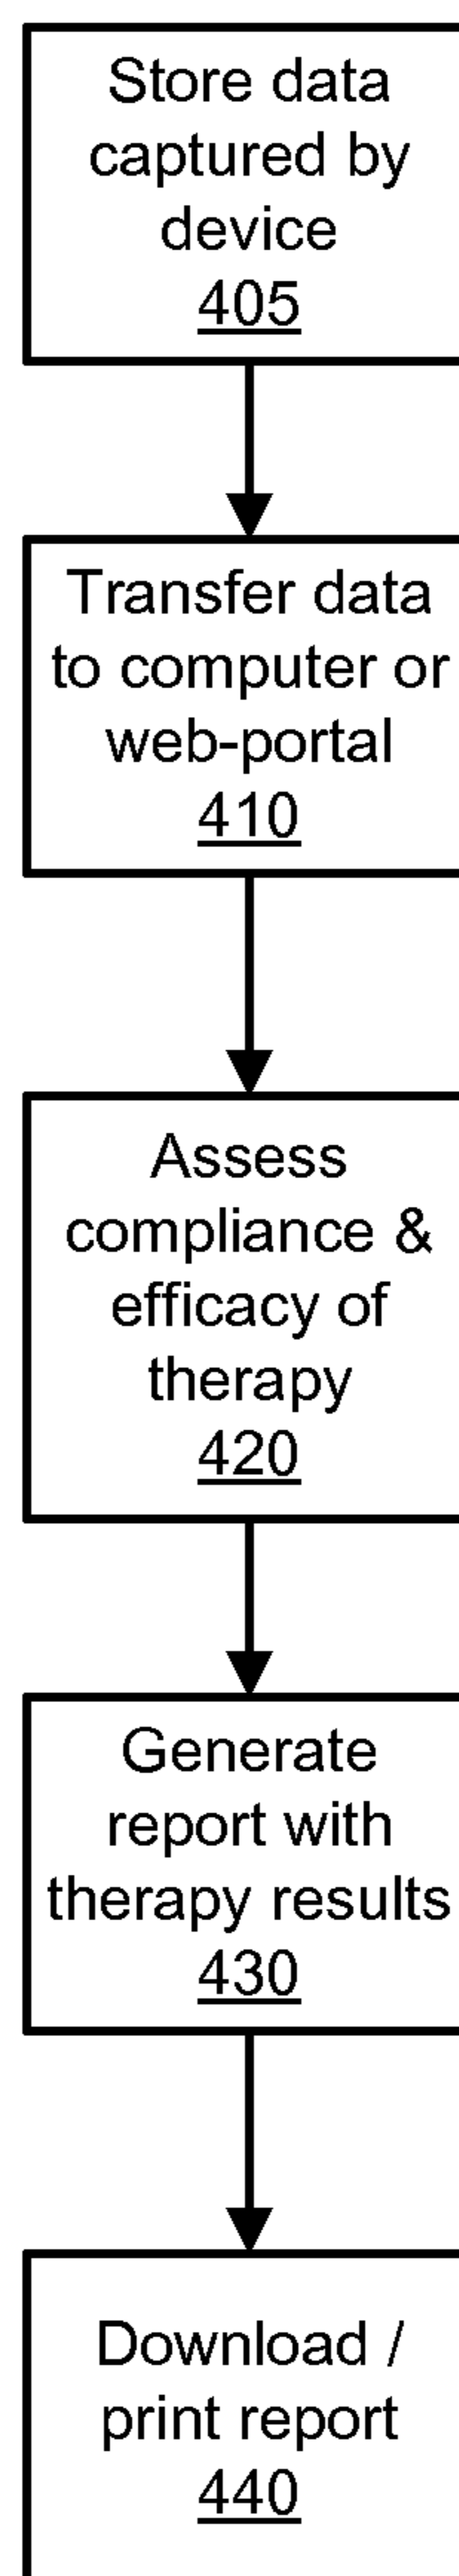 Store data
captured by
device
405
Transfer data
to computer or
web-portal
410
Assess
compliance &
efficacy of
therapy
420
Generate
report with
therapy results
430
Download /
print report
440